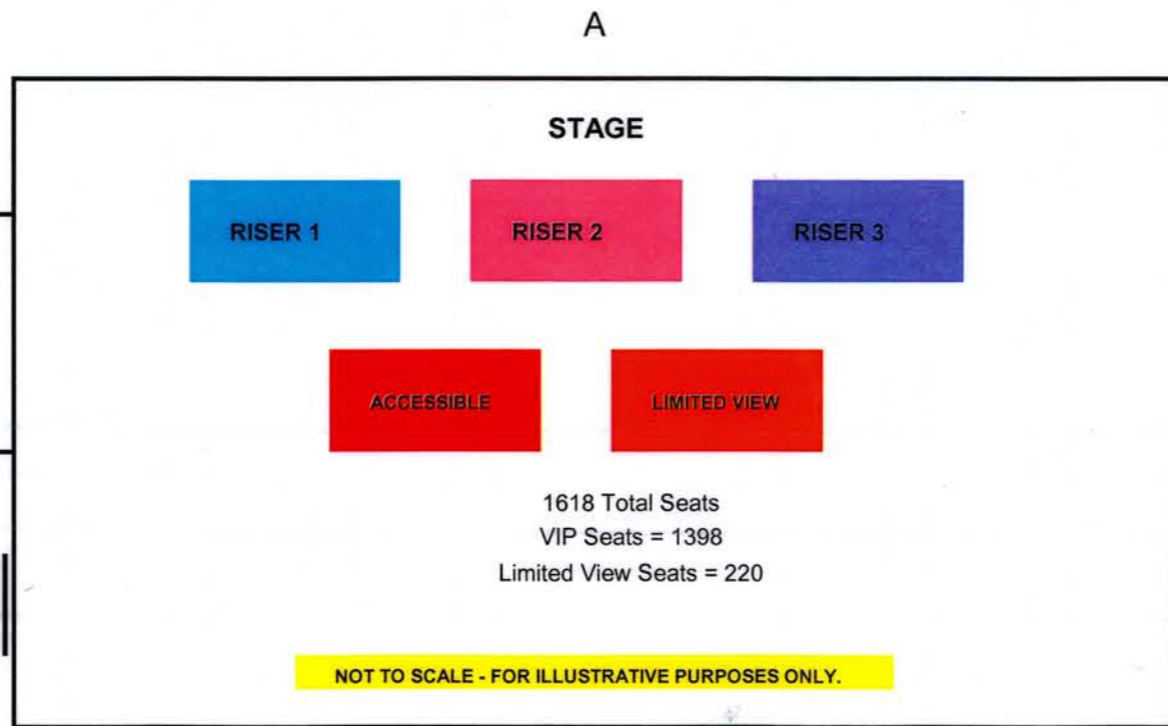 A
STAGE
RISER 1
RISER 2
RISER 3
ACCESSIBLE
LIMITED VIEW
1618 Total Seats
VIP Seats = 1398
Limited View Seats = 220
NOT TO SCALE - FOR ILLUSTRATIVE PURPOSES ONLY.